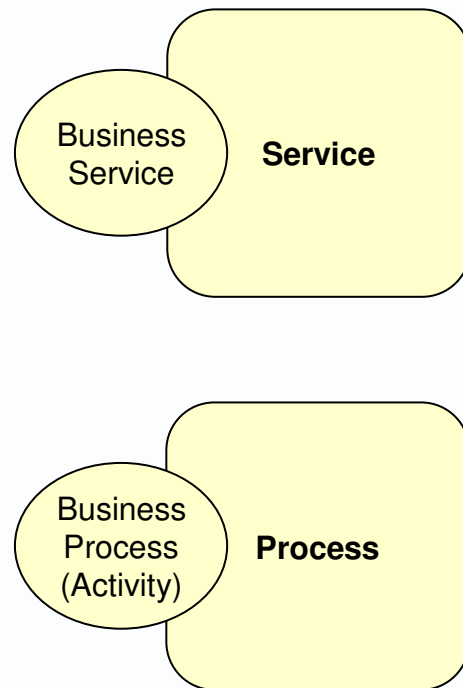 Business
Service
Service
Business
Process
(Activity)
Process